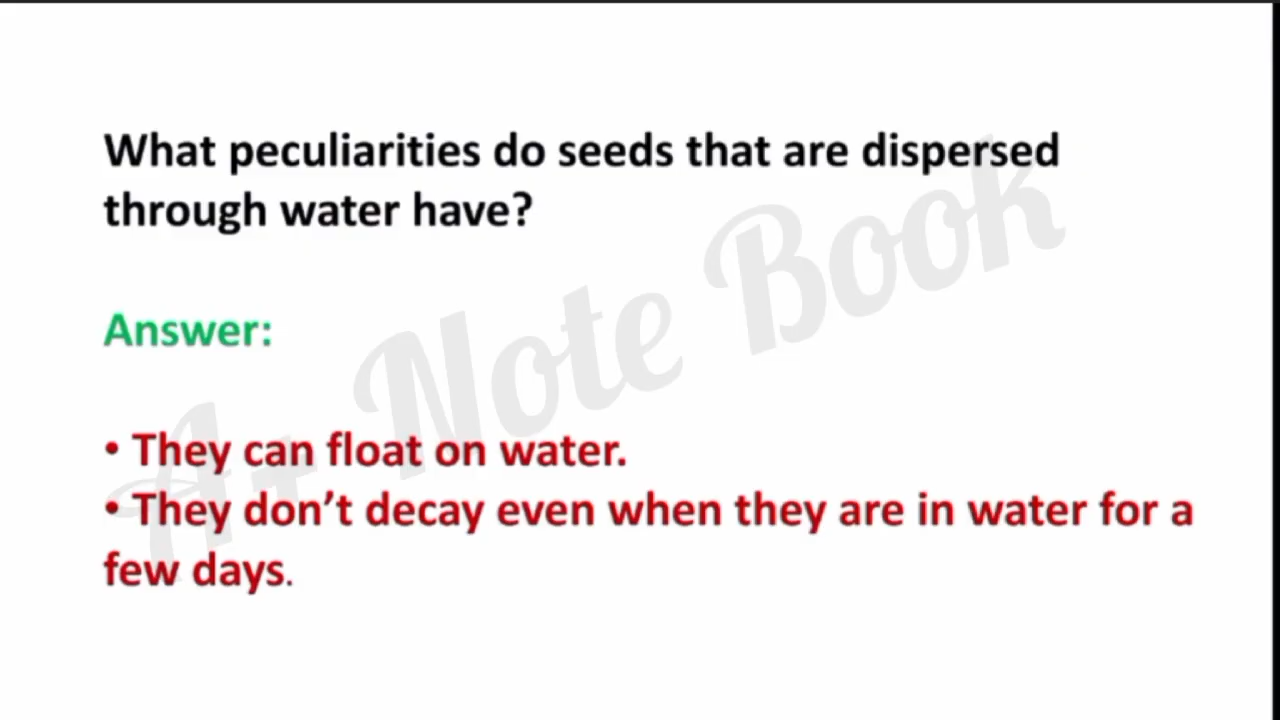 What peculiarities do seeds that are dispersed
through water have?
Answer:
• They can float on water.
• They don’t decay even when they are in water for a
few days.
A+ Note Book